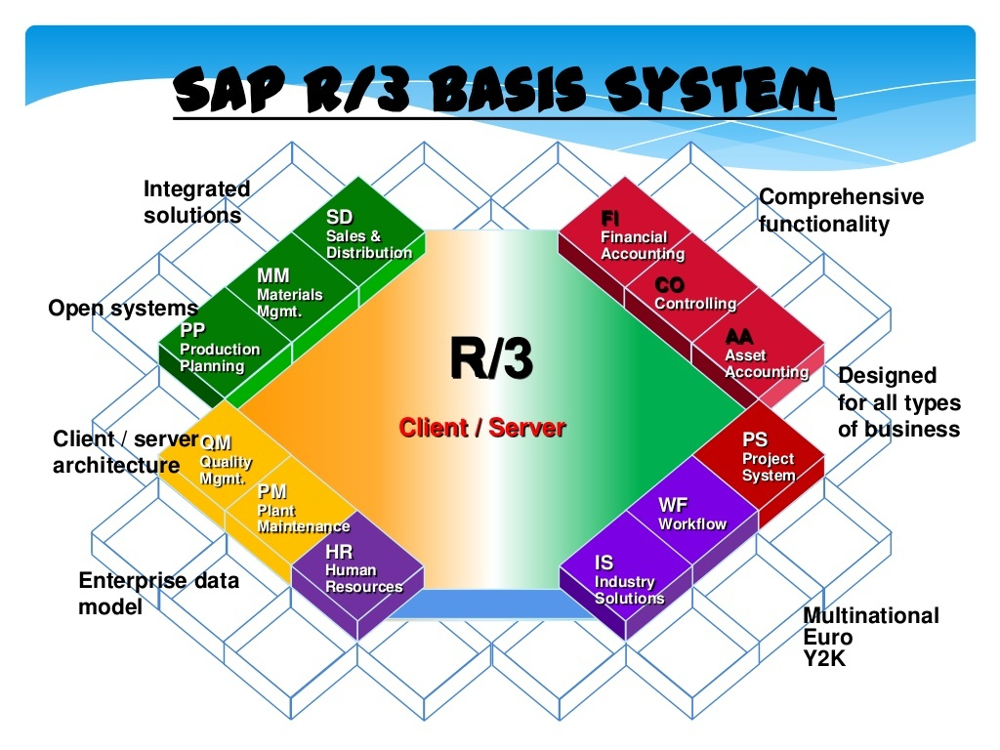 SAP R/3 BASIS SYSTEM
Integrated
solutions
Open systems
Client / server
architecture
Enterprise data
model
SD
Sales &
Distribution
MM
Materials
Mgmt.
PP
Production
Planning
QM
Quality
Mgmt.
PM
Plant
Maintenance
HR
Human
Resources
R/3
Client / Server
FI
Financial
Accounting
CO
Controlling
AA
Asset
Accounting
PS
Project
System
WF
Workflow
IS
Industry
Solutions
Comprehensive
functionality
Designed
for all types
of business
Multinational
Euro
Y2K